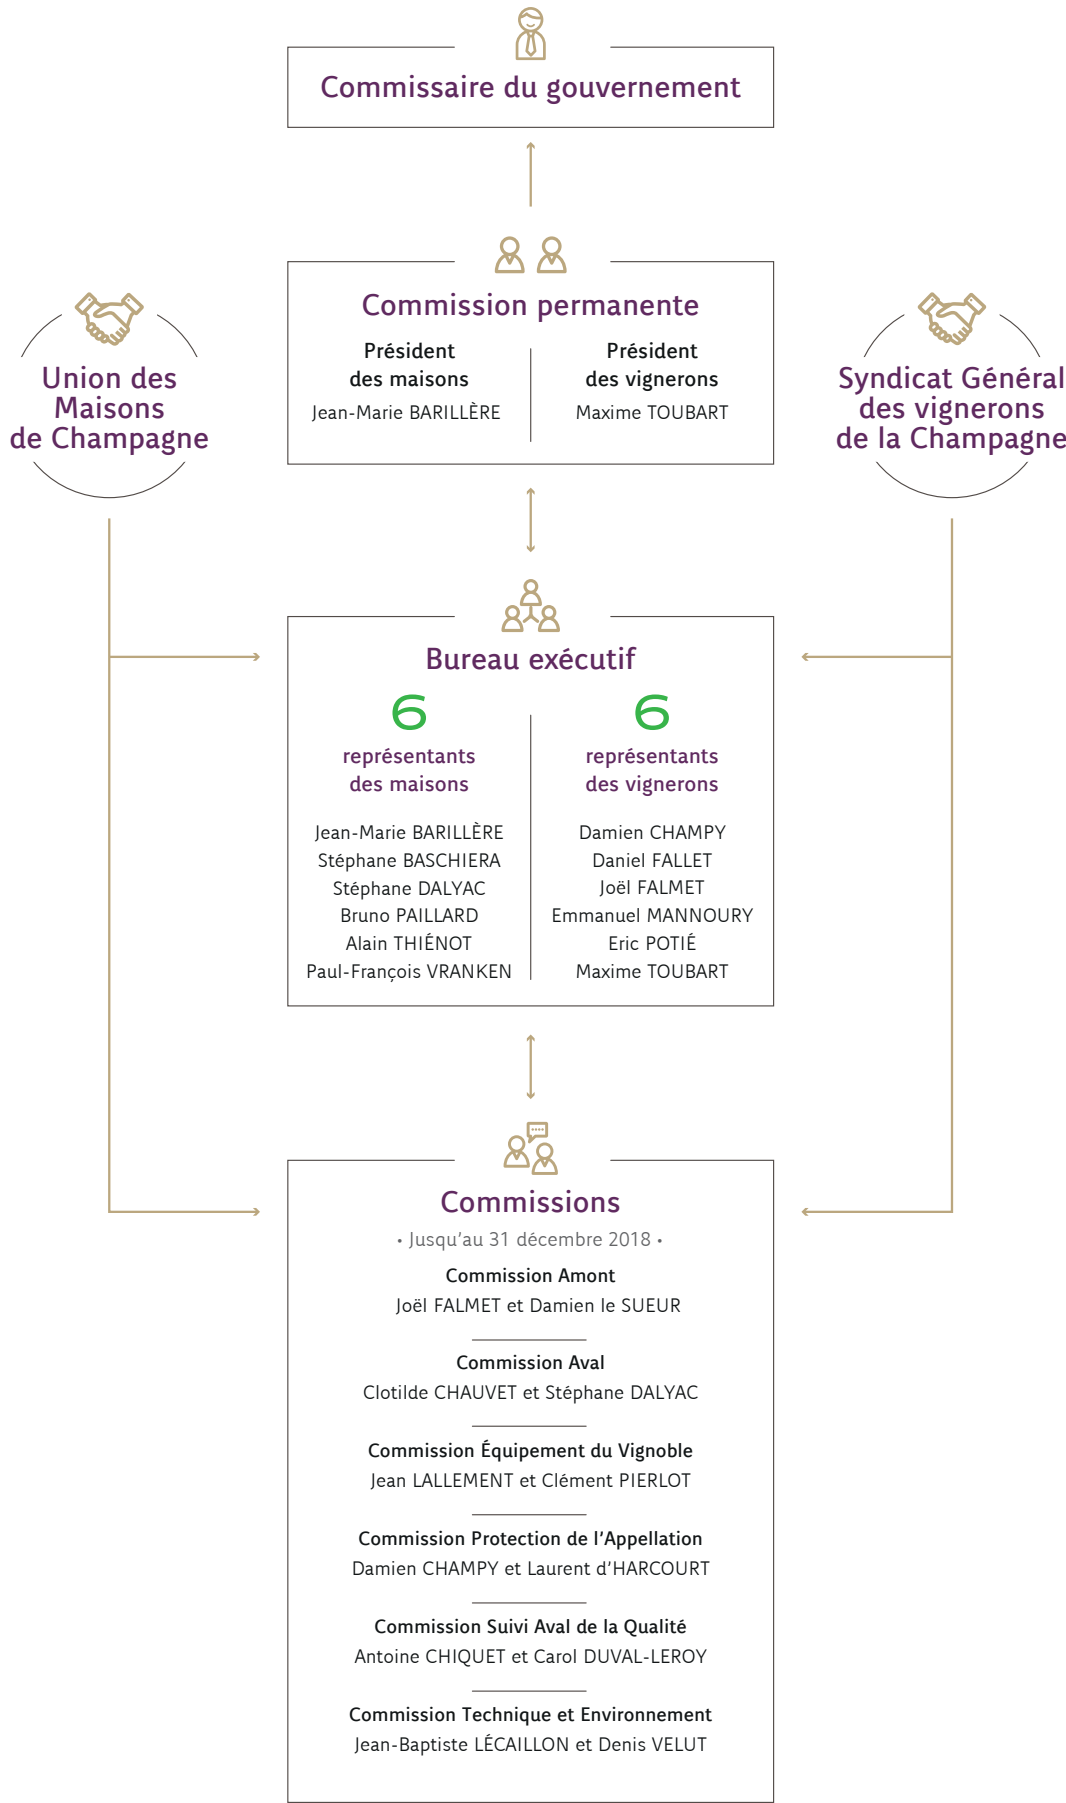 Commissaire du gouvernement
Commission permanente
Président
des maisons
Jean-Marie BARILLÈRE
Président
des vignerons
Maxime TOUBART
Union des
Maisons
de Champagne
Syndicat Général
des vignerons
de la Champagne
Bureau exécutif
6
représentants
des maisons
Jean-Marie BARILLÈRE
Stéphane BASCHIERA
Stéphane DALYAC
Bruno PAILLARD
Alain THIÉNOT
Paul-François VRANKEN
6
représentants
des vignerons
Damien CHAMPY
Daniel FALLET
Joël FALMET
Emmanuel MANNOURY
Eric POTIÉ
Maxime TOUBART
Commissions
• Jusqu’au 31 décembre 2018 •
Commission Amont
Joël FALMET et Damien le SUEUR
Commission Aval
Clotilde CHAUVET et Stéphane DALYAC
Commission Équipement du Vignoble
Jean LALLEMENT et Clément PIERLOT
Commission Protection de l’Appellation
Damien CHAMPY et Laurent d’HARCOURT
Commission Suivi Aval de la Qualité
Antoine CHIQUET et Carol DUVAL-LEROY
Commission Technique et Environnement
Jean-Baptiste LÉCAILLON et Denis VELUT